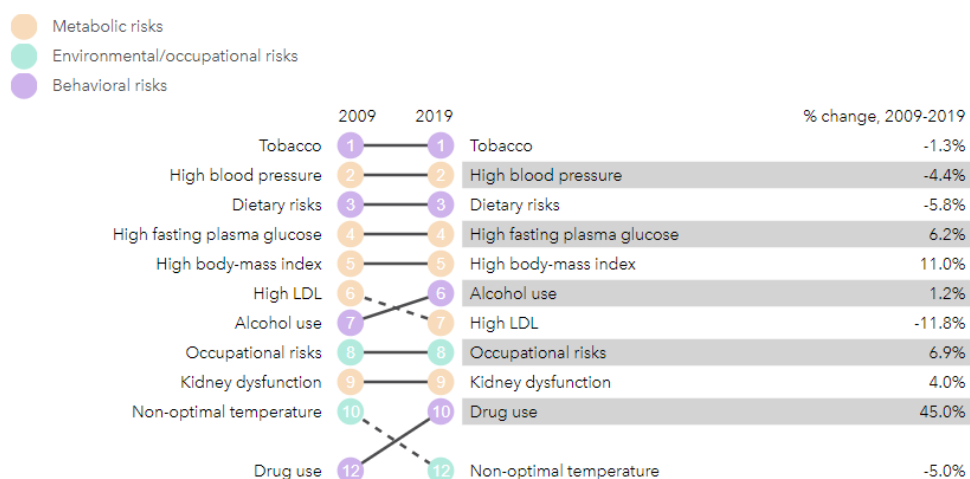 Metabolic risks
Environmental/occupational risks
Behavioral risks
2009 2019 % change, 2009-2019
Tobacco 1 1 Tobacco -1.3%
High blood pressure 2 2 High blood pressure -4.4%
Dietary risks 3 3 Dietary risks -5.8%
High fasting plasma glucose 4 4 High fasting plasma glucose 6.2%
High body-mass index 5 5 High body-mass index 11.0%
High LDL 6 6 Alcohol use 1.2%
Alcohol use 7 7 High LDL -11.8%
Occupational risks 8 8 Occupational risks 6.9%
Kidney dysfunction 9 9 Kidney dysfunction 4.0%
Non-optimal temperature 10 10 Drug use 45.0%
Drug use 12 12 Non-optimal temperature -5.0%